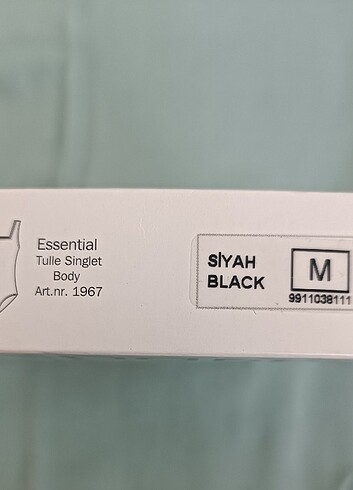 Essential
Tulle Singlet
Body
Art.nr. 1967
SİYAH
BLACK
M
9911038111